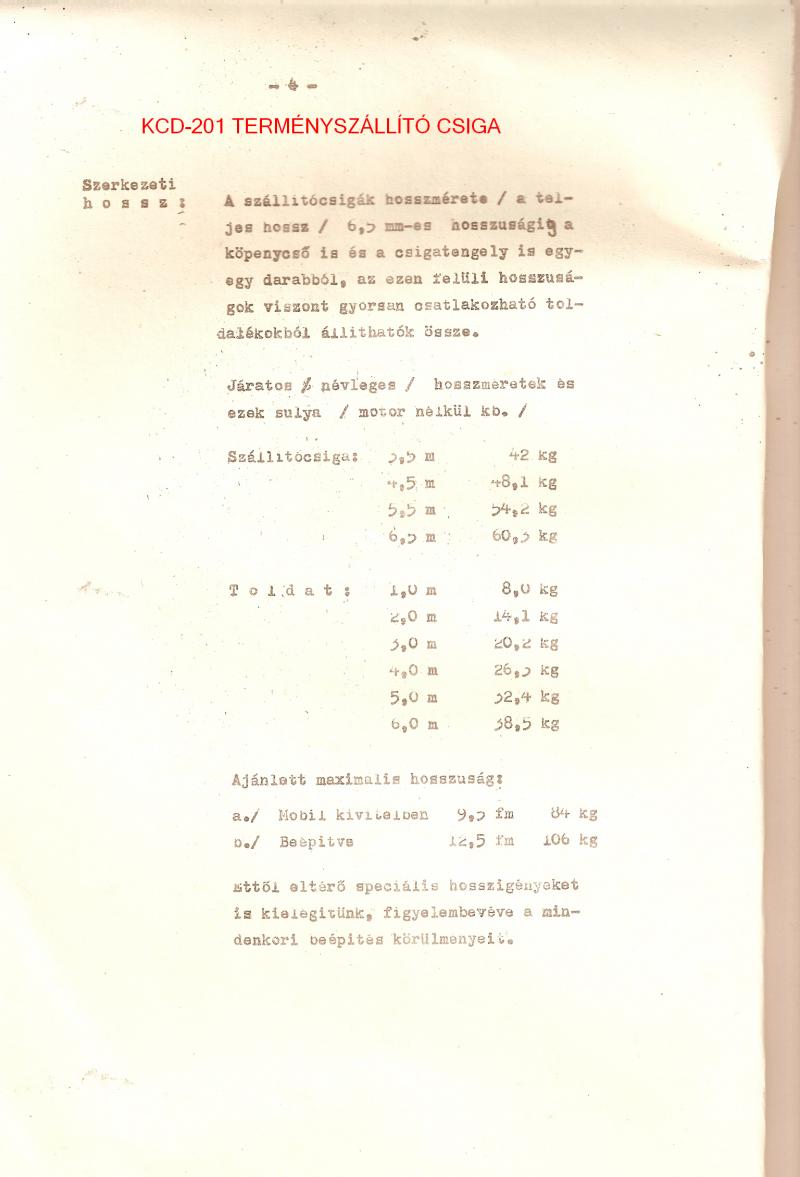 - 4 -
KCD-201 TERMÉNYSZÁLLÍTÓ CSIGA
Szerkezeti
h o s s z :
A szállitócsigák hosszmérete / a tel-
jes hossz / 6,5 mm-es hosszuságig a
köpenycső is és a csigatengely is egy-
egy darabból, az ezen felüli hosszusá-
gok viszont gyorsan csatlakozható tol-
dalékokból állithatók össze.
Járatos / névleges / hosszméretek és
ezek sulya / motor nélkül kb. /
Szállitócsiga: 3,5 m 42 kg
4,5 m 48,1 kg
5,5 m 54,2 kg
6,5 m 60,3 kg
T o l d a t : 1,0 m 8,0 kg
2,0 m 14,1 kg
3,0 m 20,2 kg
4,0 m 26,3 kg
5,0 m 32,4 kg
6,0 m 38,5 kg
Ajánlett maximalis hosszuság:
a./ Mobil kivitelben 9,5 fm 84 kg
b./ Beépitve 12,5 fm 106 kg
Ettől eltérő speciális hosszigényeket
is kielégitünk, figyelembevéve a min-
denkori beépités körülményeit.